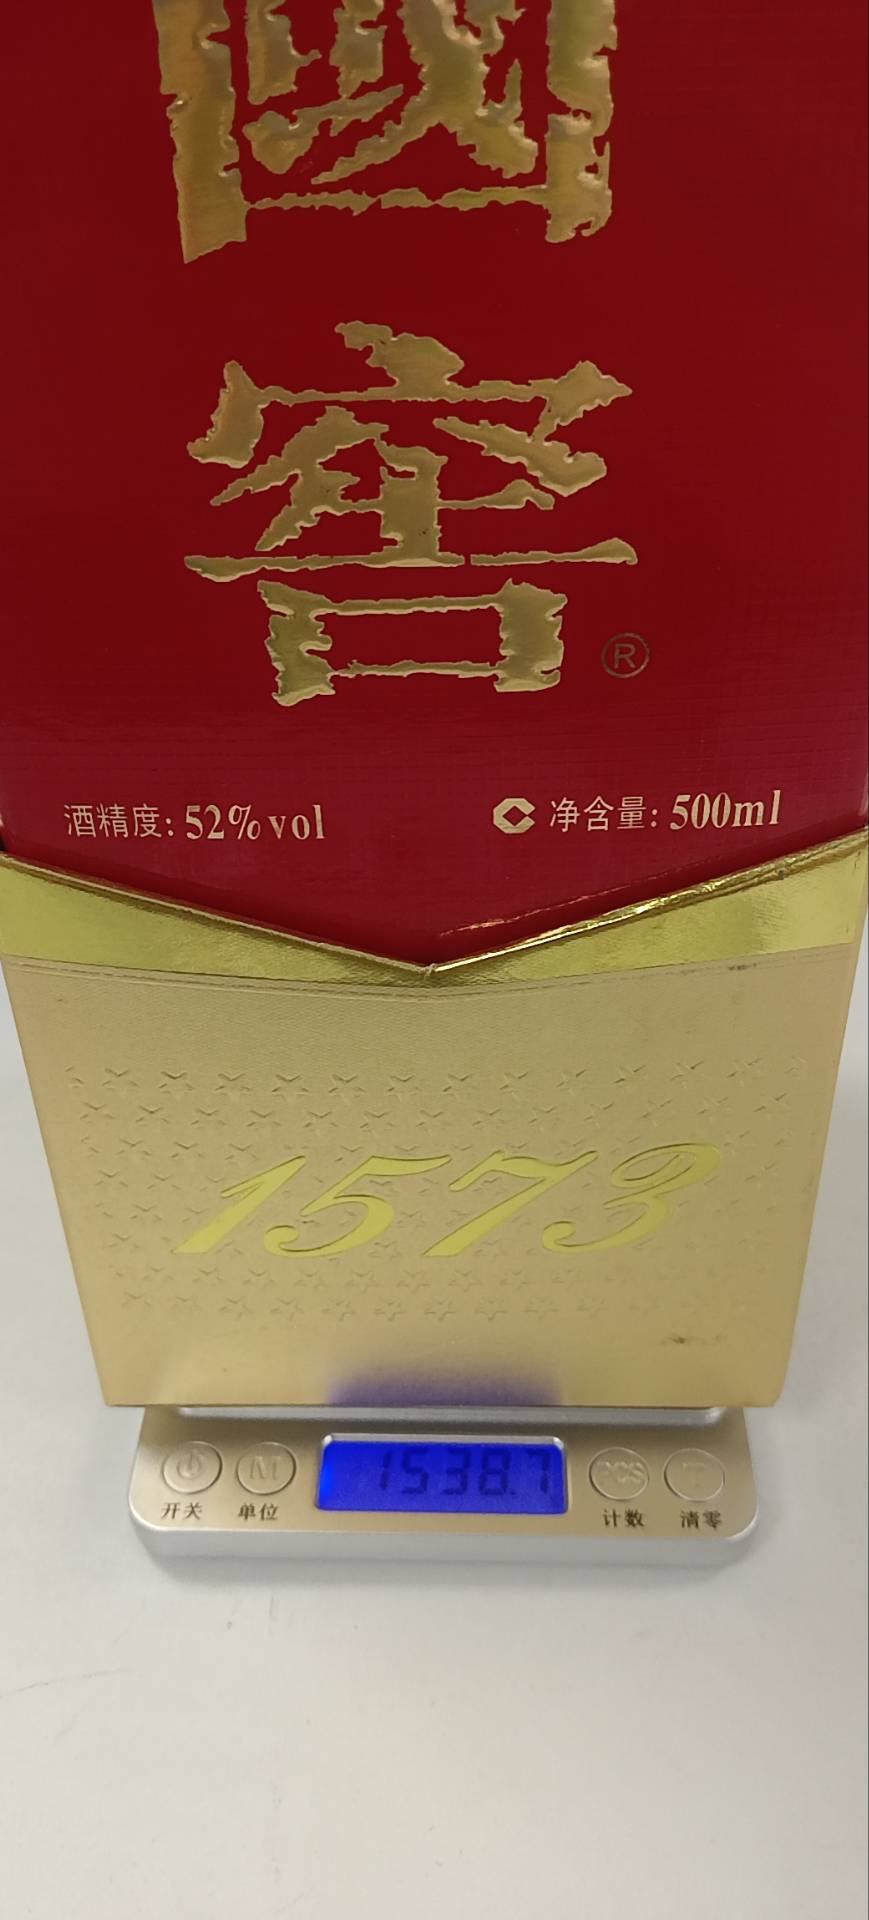 國
窖
®
酒精度: 52%vol
净含量: 500ml
1573
1538.7
M
PCS
T
开关
单位
计数
清零